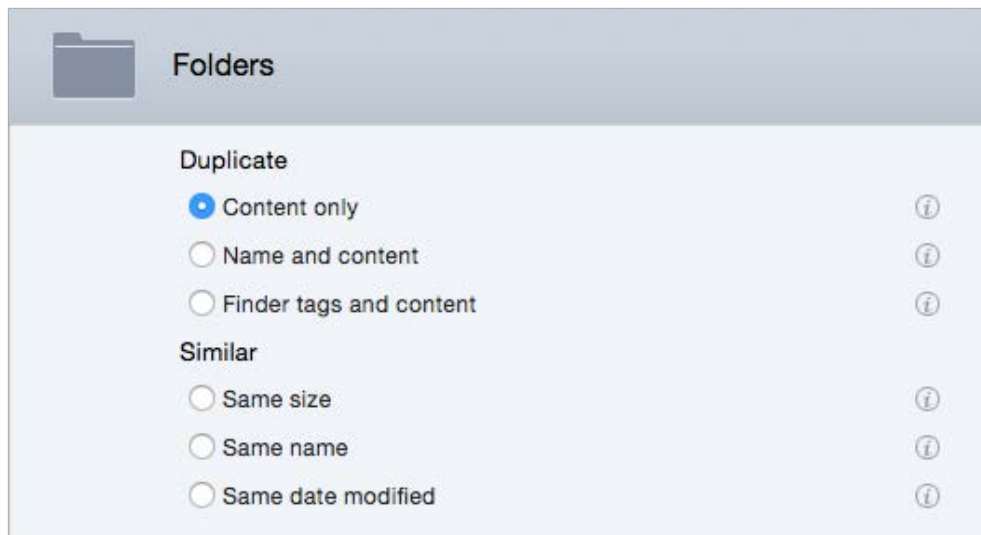 Folders
Duplicate
Content only
Name and content
Finder tags and content
Similar
Same size
Same name
Same date modified